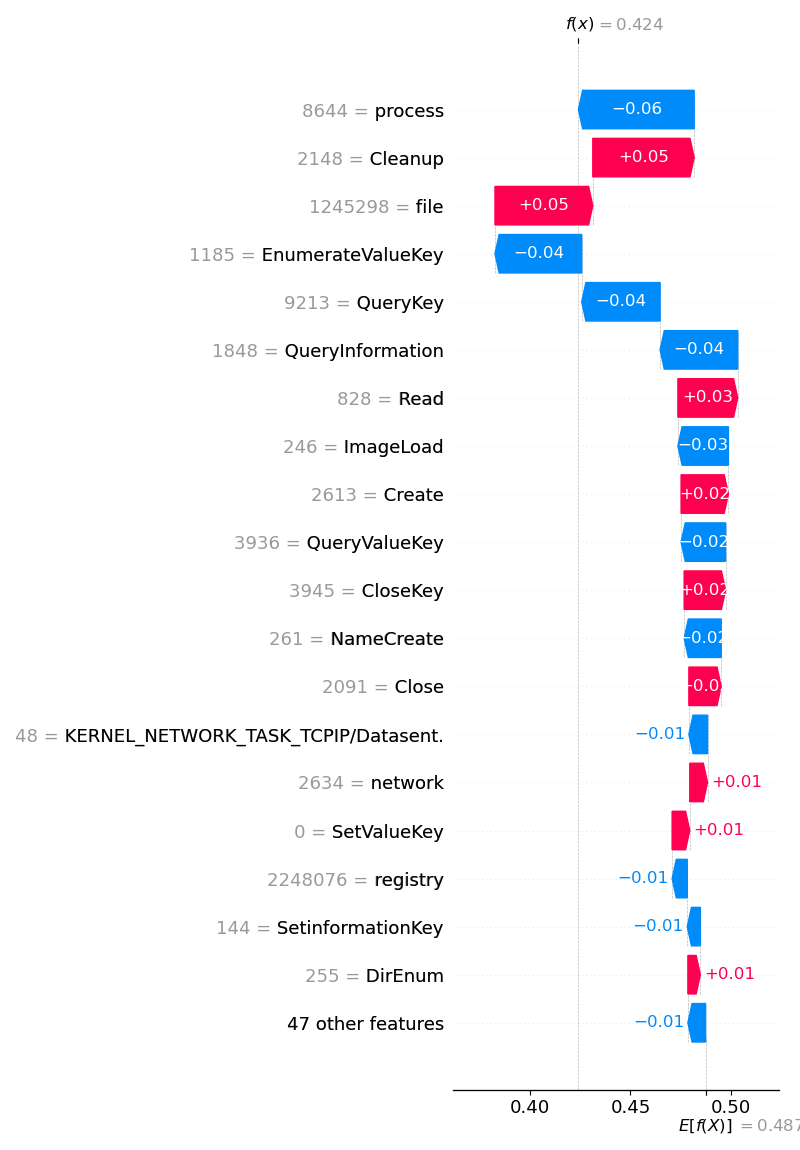 f(x) = 0.424
8644 = process −0.06
2148 = Cleanup +0.05
1245298 = file +0.05
1185 = EnumerateValueKey −0.04
9213 = QueryKey −0.04
1848 = QueryInformation −0.04
828 = Read +0.03
246 = ImageLoad −0.03
2613 = Create +0.02
3936 = QueryValueKey −0.02
3945 = CloseKey +0.02
261 = NameCreate −0.02
2091 = Close
48 = KERNEL_NETWORK_TASK_TCPIP/Datasent. −0.01
2634 = network +0.01
0 = SetValueKey +0.01
2248076 = registry −0.01
144 = SetinformationKey −0.01
255 = DirEnum +0.01
47 other features −0.01
0.40 0.45 0.50
E[f(X)] = 0.487